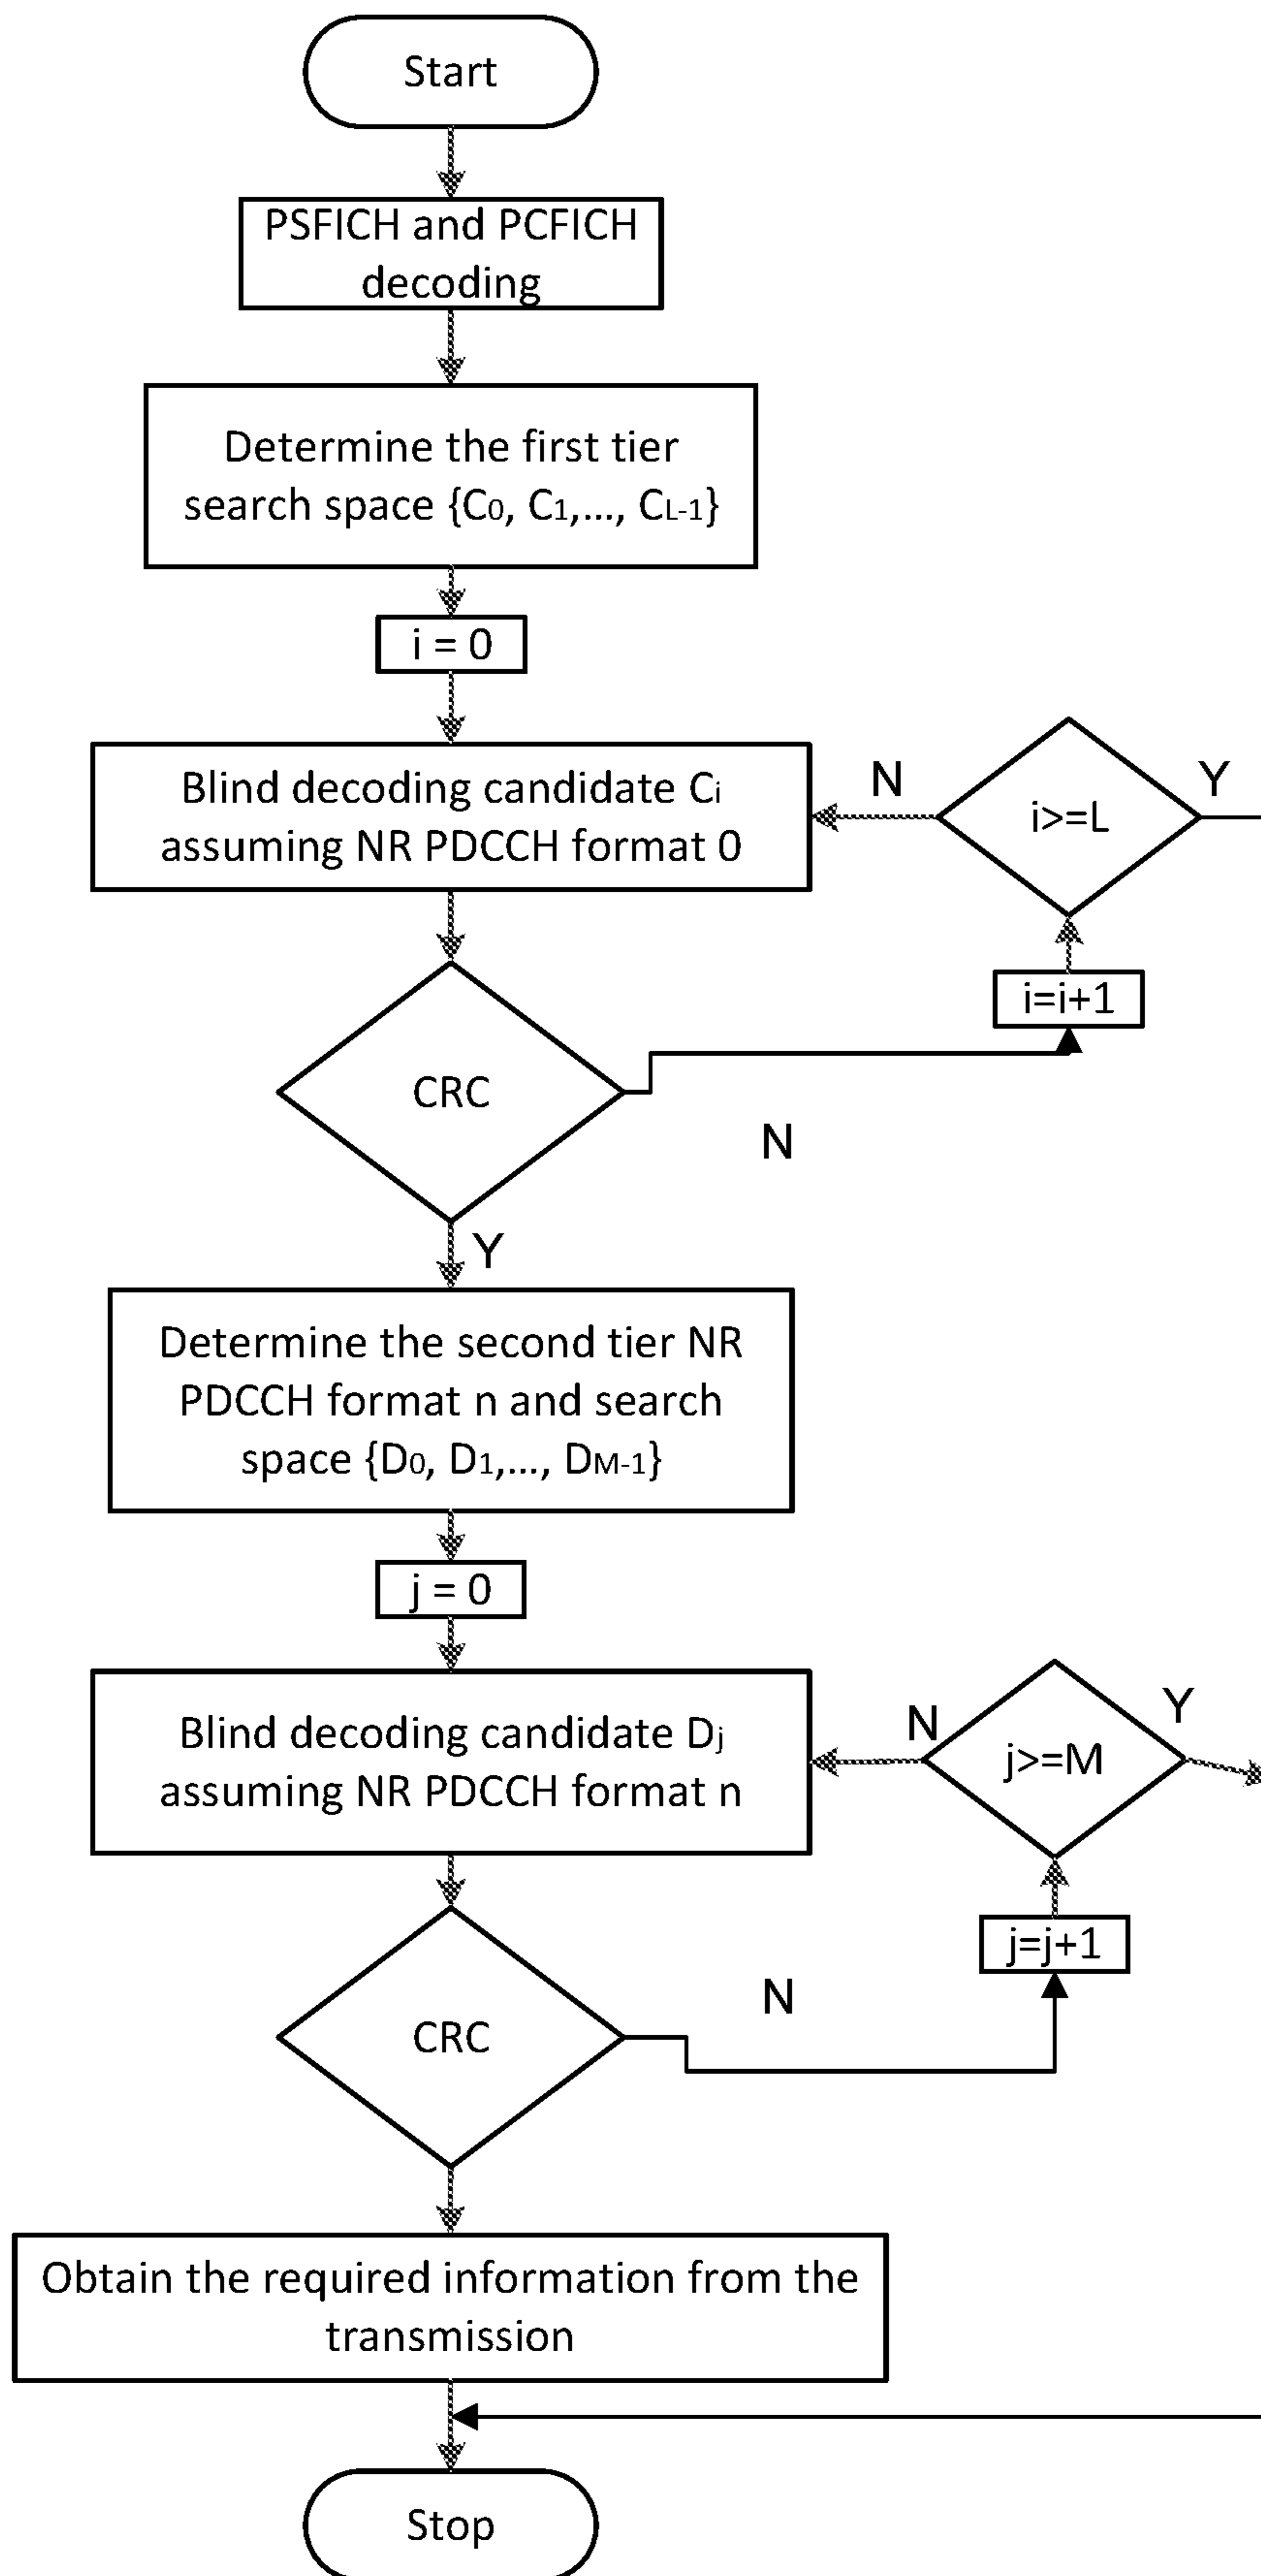 Start
PSFICH and PCFICH
decoding
Determine the first tier
search space {C0, C1,..., CL-1}
i = 0
Blind decoding candidate Ci
assuming NR PDCCH format 0
N
i>=L
Y
i=i+1
CRC
N
Y
Determine the second tier NR
PDCCH format n and search
space {D0, D1,..., DM-1}
j = 0
Blind decoding candidate Dj
assuming NR PDCCH format n
N
j>=M
Y
j=j+1
CRC
N
Obtain the required information from the
transmission
Stop